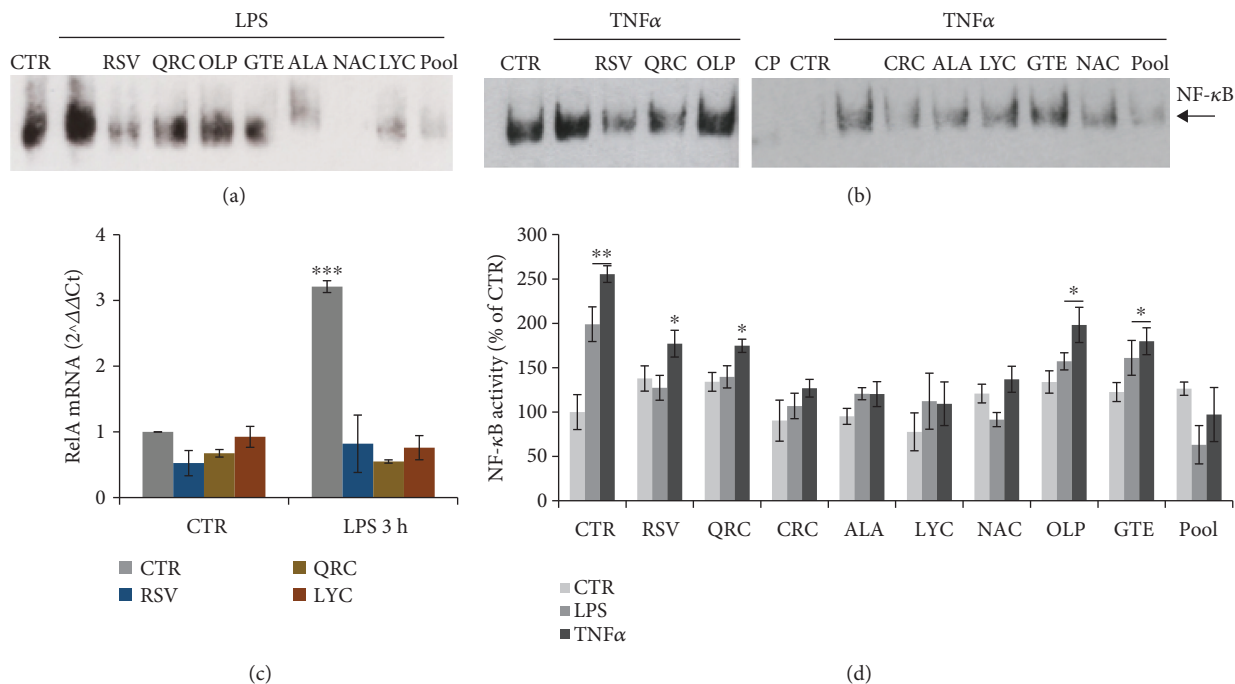 LPS
CTR RSV QRC OLP GTE ALA NAC LYC Pool
(a)
TNFα TNFα
CTR RSV QRC OLP CP CTR CRC ALA LYC GTE NAC Pool
NF-κB
(b)
RelA mRNA (2^ΔΔCt)
4
3
2
1
0
***
CTR LPS 3 h
CTR QRC
RSV LYC
(c)
NF-κB activity (% of CTR)
300
250
200
150
100
50
0
** * * * *
CTR RSV QRC CRC ALA LYC NAC OLP GTE Pool
CTR
LPS
TNFα
(d)